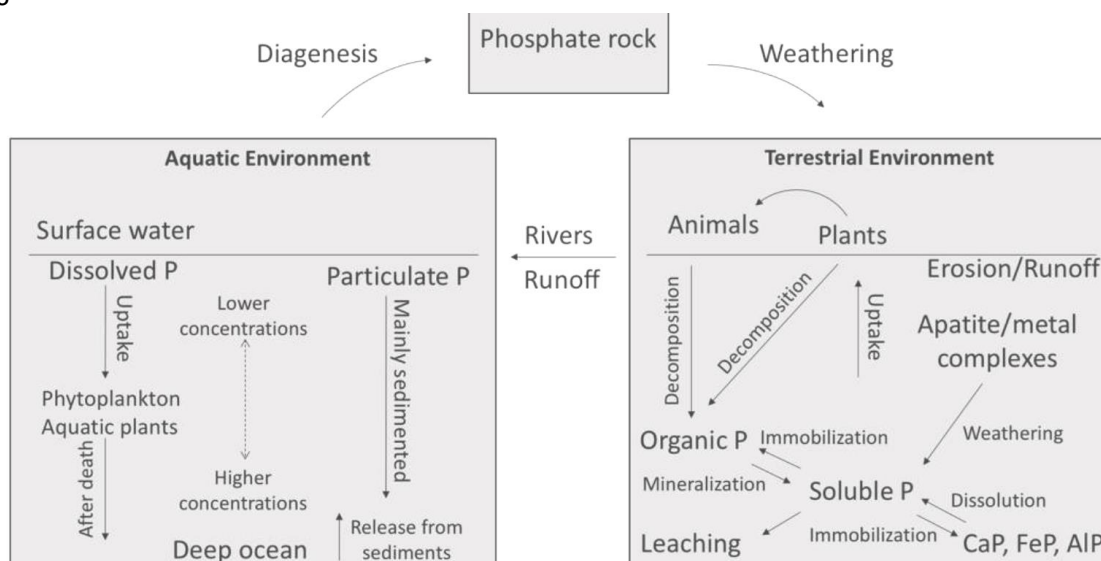 Phosphate rock
Diagenesis
Weathering
Aquatic Environment
Surface water
Dissolved P
Particulate P
Uptake
Lower
concentrations
Mainly sedimented
Phytoplankton
Aquatic plants
After death
Higher
concentrations
Release from
sediments
Deep ocean
Rivers
Runoff
Terrestrial Environment
Animals
Plants
Erosion/Runoff
Decomposition
Decomposition
Uptake
Apatite/metal
complexes
Weathering
Organic P
Immobilization
Mineralization
Soluble P
Dissolution
Immobilization
Leaching
CaP, FeP, AlP